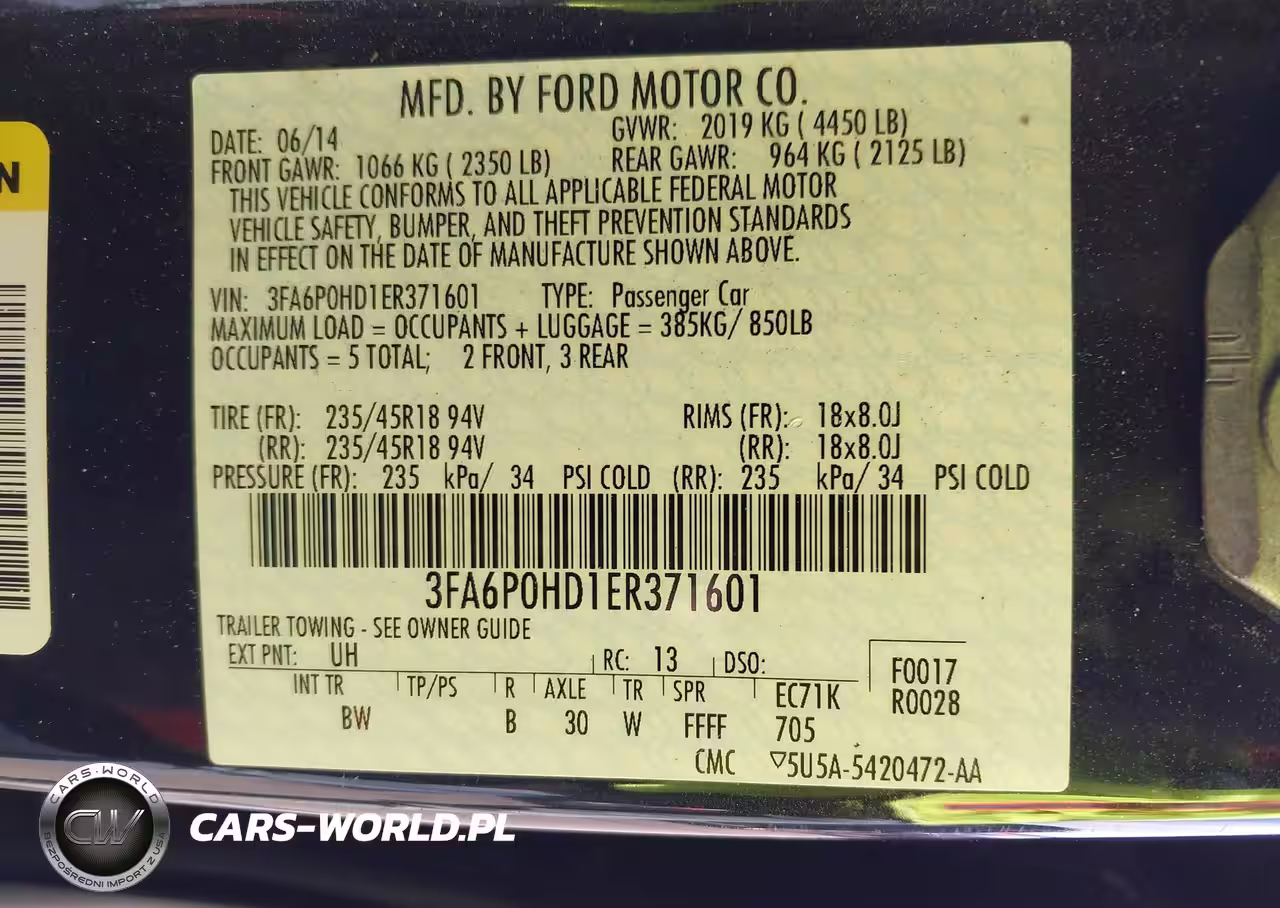 N
MFD. BY FORD MOTOR CO.
DATE: 06/14 GVWR: 2019 KG ( 4450 LB)
FRONT GAWR: 1066 KG ( 2350 LB) REAR GAWR: 964 KG ( 2125 LB)
THIS VEHICLE CONFORMS TO ALL APPLICABLE FEDERAL MOTOR
VEHICLE SAFETY, BUMPER, AND THEFT PREVENTION STANDARDS
IN EFFECT ON THE DATE OF MANUFACTURE SHOWN ABOVE.
VIN: 3FA6P0HD1ER371601 TYPE: Passenger Car
MAXIMUM LOAD = OCCUPANTS + LUGGAGE = 385KG/ 850LB
OCCUPANTS = 5 TOTAL; 2 FRONT, 3 REAR
TIRE (FR): 235/45R18 94V RIMS (FR): 18x8.0J
(RR): 235/45R18 94V (RR): 18x8.0J
PRESSURE (FR): 235 kPa/ 34 PSI COLD (RR): 235 kPa/ 34 PSI COLD
3FA6P0HD1ER371601
TRAILER TOWING - SEE OWNER GUIDE
EXT PNT: UH RC: 13 DSO: F0017
INT TR TP/PS R AXLE TR SPR EC71K R0028
BW B 30 W FFFF 705
CMC ▽5U5A-5420472-AA
CARS-WORLD
CW
BEZPOŚREDNI IMPORT Z USA
CARS-WORLD.PL